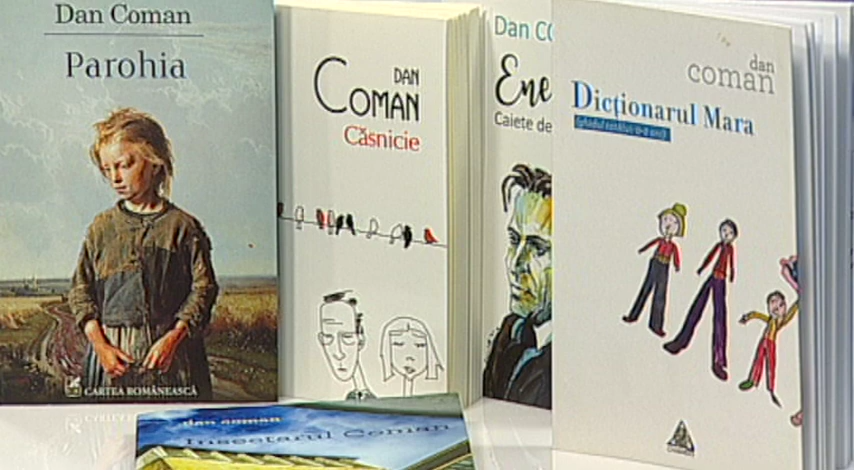 Dan Coman
Parohia
CARTEA ROMÂNEASCĂ
DAN
COMAN
Căsnicie
Dan CO
Ene
Caiete de
dan
coman
Dicționarul Mara
dan coman
Insectarul Coman